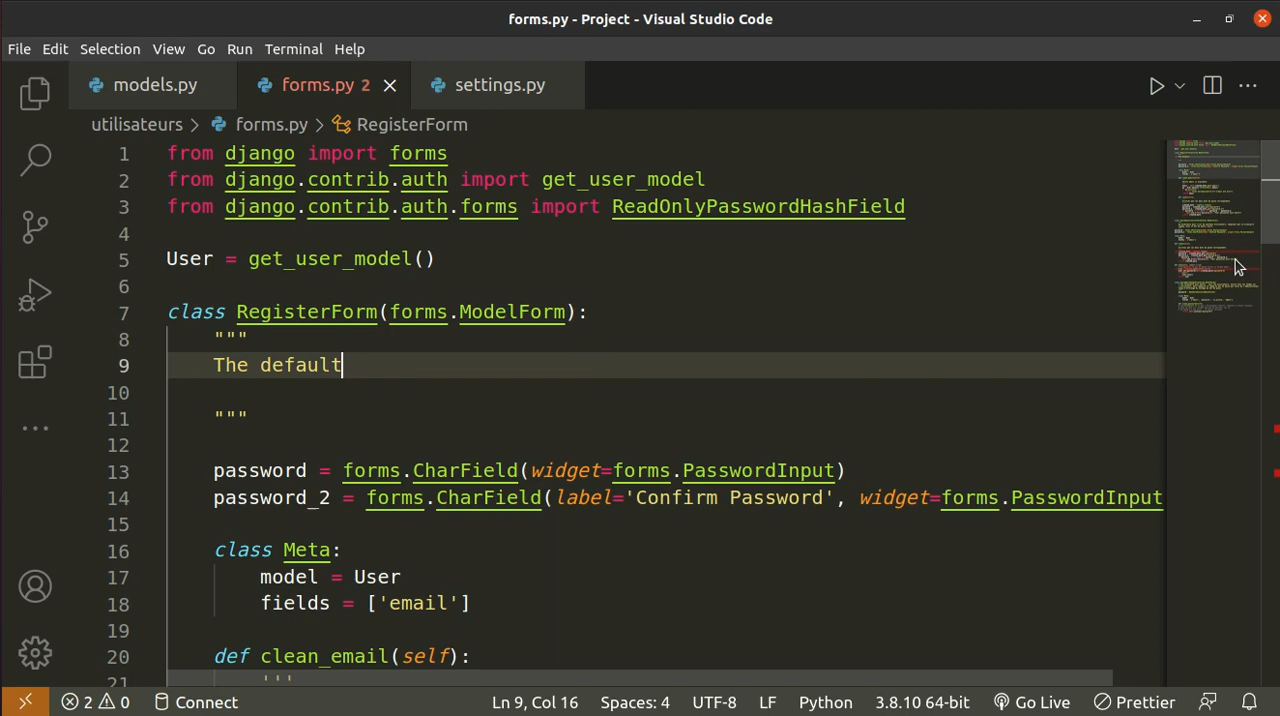 forms.py - Project - Visual Studio Code
File Edit Selection View Go Run Terminal Help
models.py forms.py 2 settings.py
utilisateurs > forms.py > RegisterForm
1 from django import forms
2 from django.contrib.auth import get_user_model
3 from django.contrib.auth.forms import ReadOnlyPasswordHashField
4
5 User = get_user_model()
6
7 class RegisterForm(forms.ModelForm):
8 """
9 The default
10
11 """
12
13 password = forms.CharField(widget=forms.PasswordInput)
14 password_2 = forms.CharField(label='Confirm Password', widget=forms.PasswordInput
15
16 class Meta:
17 model = User
18 fields = ['email']
19
20 def clean_email(self):
21 '''
2 0 Connect Ln 9, Col 16 Spaces: 4 UTF-8 LF Python 3.8.10 64-bit Go Live Prettier